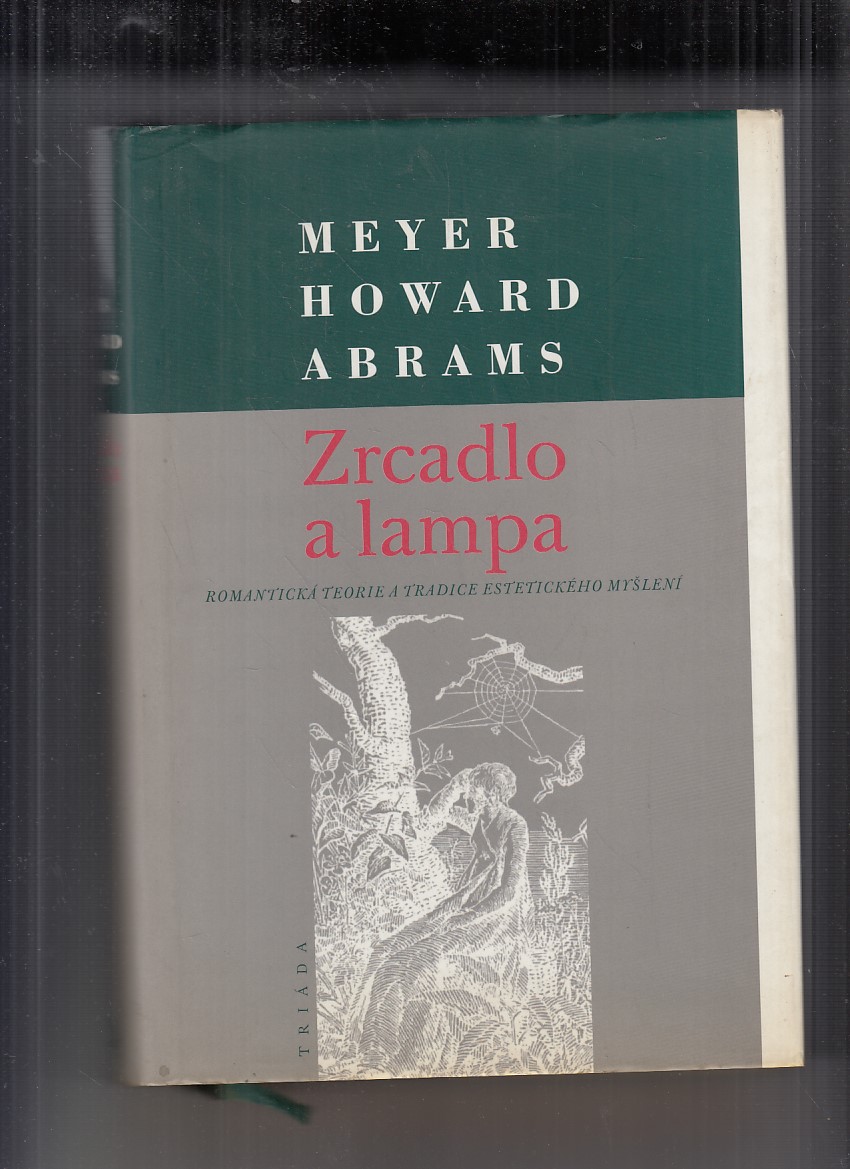 MEYER
HOWARD
ABRAMS
Zrcadlo
a lampa
ROMANTICKÁ TEORIE A TRADICE ESTETICKÉHO MYŠLENÍ
TRIÁDA